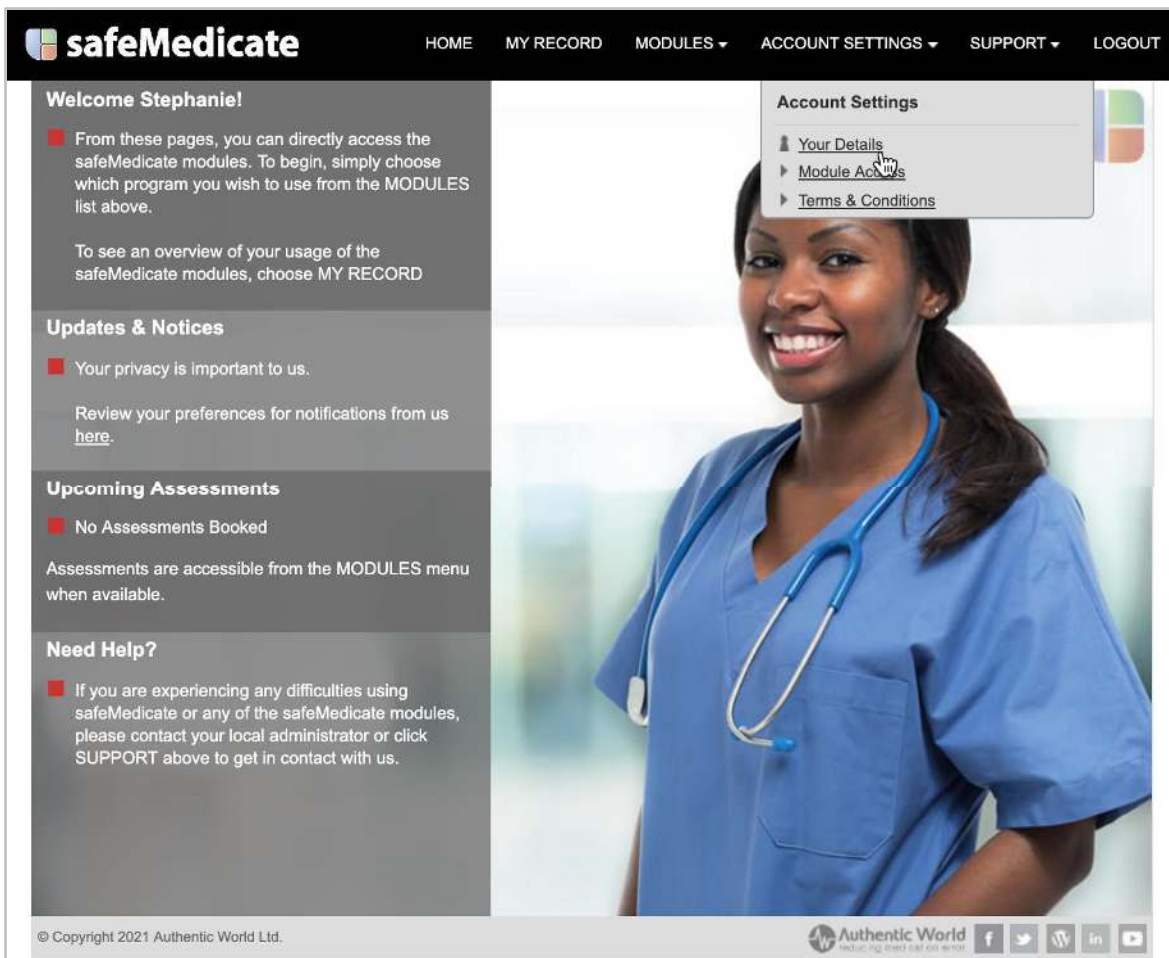 safeMedicate
HOME MY RECORD MODULES ACCOUNT SETTINGS SUPPORT LOGOUT
Welcome Stephanie!
From these pages, you can directly access the
safeMedicate modules. To begin, simply choose
which program you wish to use from the MODULES
list above.
To see an overview of your usage of the
safeMedicate modules, choose MY RECORD
Updates & Notices
Your privacy is important to us.
Review your preferences for notifications from us
here.
Upcoming Assessments
No Assessments Booked
Assessments are accessible from the MODULES menu
when available.
Need Help?
If you are experiencing any difficulties using
safeMedicate or any of the safeMedicate modules,
please contact your local administrator or click
SUPPORT above to get in contact with us.
Account Settings
Your Details
Module Access
Terms & Conditions
© Copyright 2021 Authentic World Ltd.
Authentic World
reducing medication error
f in